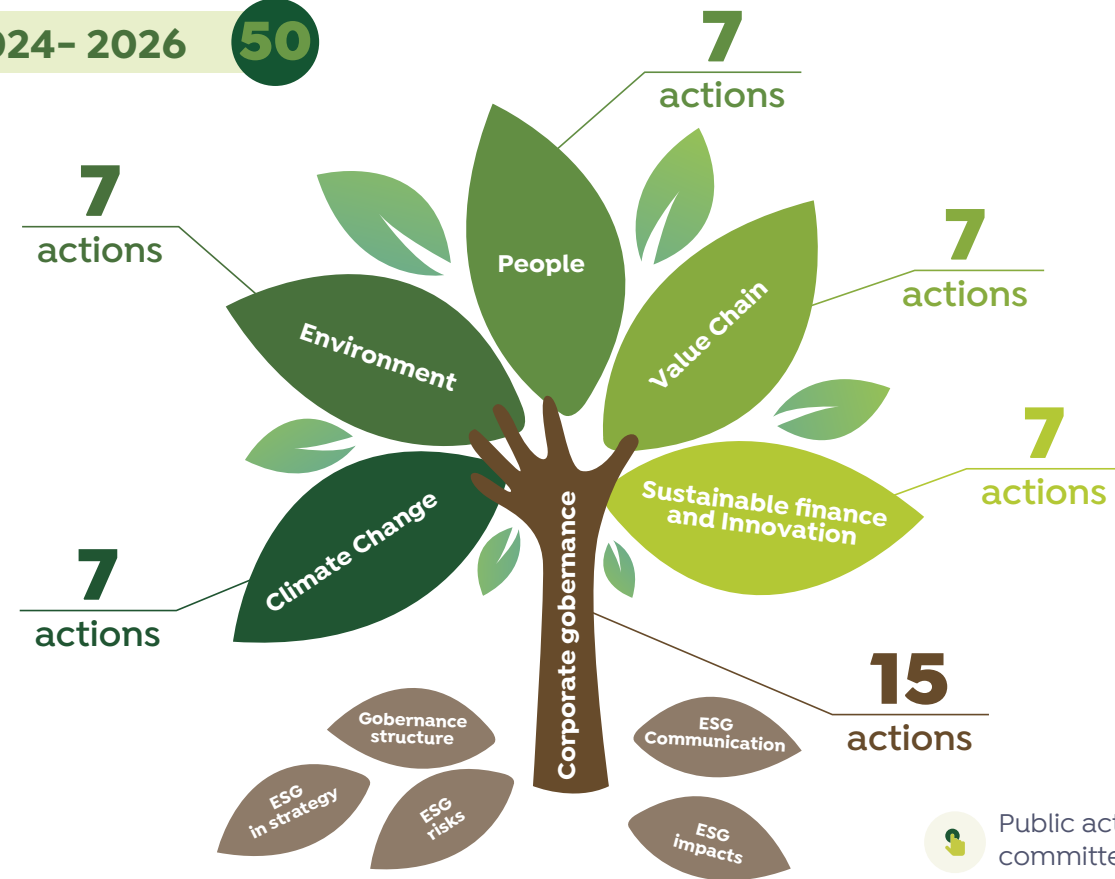 024- 2026 50
7
actions
7
actions
People
7
actions
Environment
Value Chain
7
actions
Sustainable finance
and Innovation
Climate Change
7
actions
Corporate gobernance
15
actions
Gobernance
structure
ESG
Communication
ESG
in strategy
ESG
risks
ESG
impacts
Public act
committe